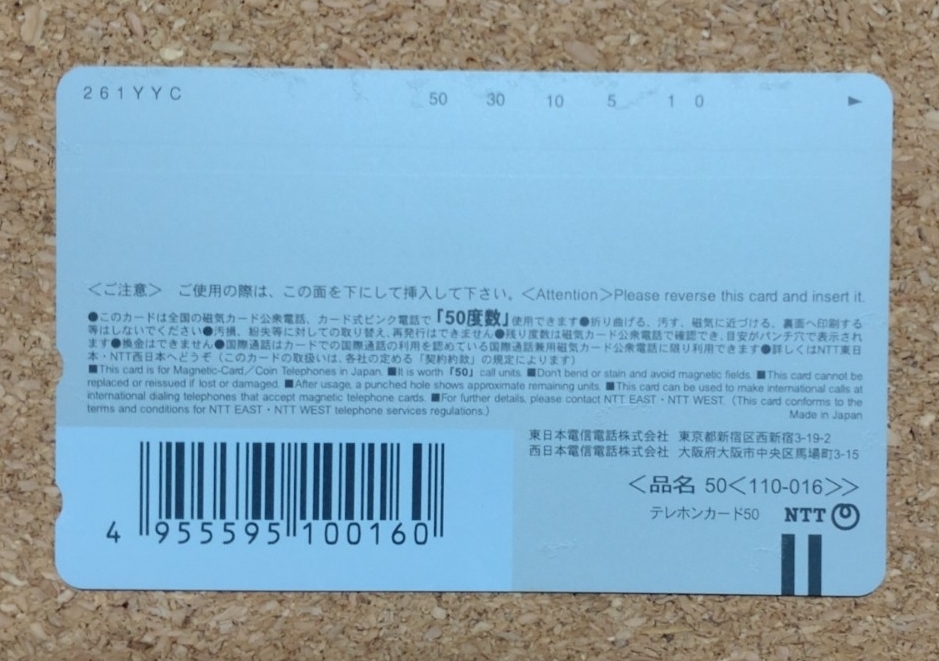 261YYC
50 30 10 5 1 0 ►
＜ご注意＞ ご使用の際は、この面を下にして挿入して下さい。＜Attention＞Please reverse this card and insert it.
●このカードは全国の磁気カード公衆電話、カード式ピンク電話で「50度数」使用できます●折り曲げる、汚す、磁気に近づける、裏面へ印刷する
等はしないでください●汚損、紛失等に対しての取り替え、再発行はできません●残り度数は磁気カード公衆電話で確認でき、目安がパンチ穴で表示され
ます●換金はできません●国際通話はカードでの国際通話の利用を認めている国際通話兼用磁気カード公衆電話に限り利用できます●詳しくはNTT東日
本・NTT西日本へどうぞ（このカードの取扱いは、各社の定める「契約約款」の規定によります）
■This card is for Magnetic-Card／Coin Telephones in Japan. ■It is worth「50」call units. ■Don't bend or stain and avoid magnetic fields. ■This card cannot be
replaced or reissued if lost or damaged. ■After usage, a punched hole shows approximate remaining units. ■This card can be used to make international calls at
international dialing telephones that accept magnetic telephone cards. ■For further details, please contact NTT EAST・NTT WEST. (This card conforms to the
terms and conditions for NTT EAST・NTT WEST telephone services regulations.)
Made in Japan
東日本電信電話株式会社 東京都新宿区西新宿3-19-2
西日本電信電話株式会社 大阪府大阪市中央区馬場町3-15
＜品名 50＜110-016＞＞
テレホンカード50 NTT
4 955595 100160